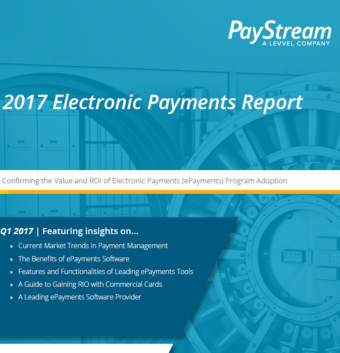 PayStream
A LEVVEL COMPANY
2017 Electronic Payments Report
Confirming the Value and ROI of Electronic Payments (ePayments) Program Adoption
Q1 2017 | Featuring insights on...
» Current Market Trends in Payment Management
» The Benefits of ePayments Software
» Features and Functionalities of Leading ePayments Tools
» A Guide to Gaining RIO with Commercial Cards
» A Leading ePayments Software Provider